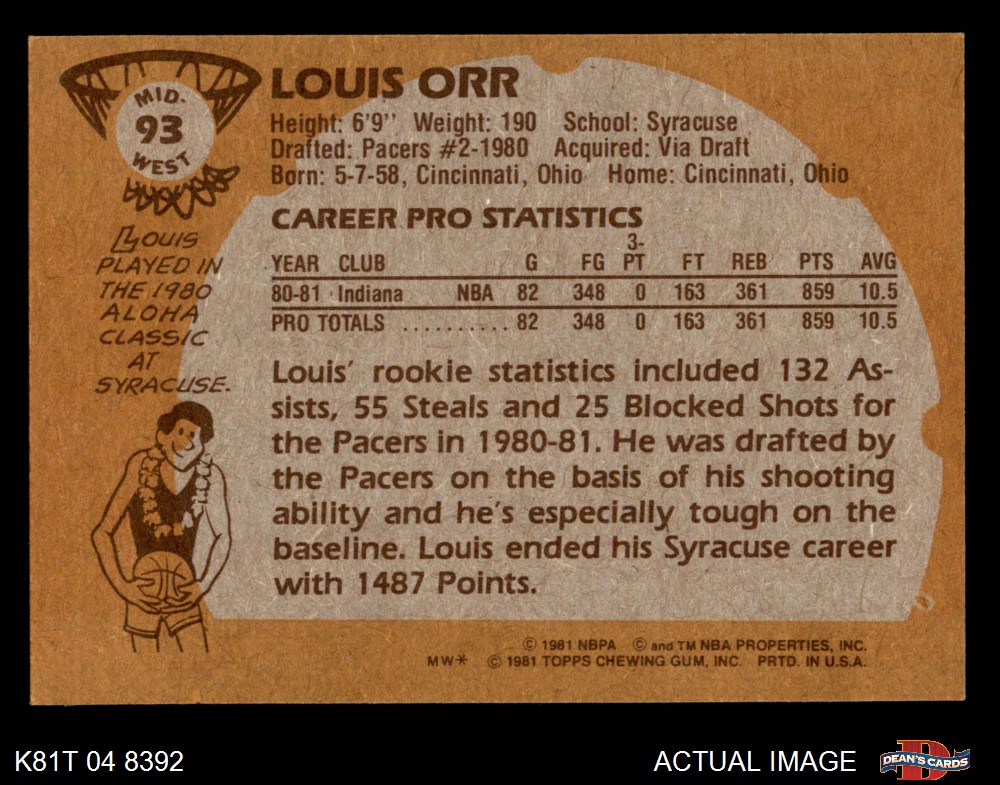 MID-
93
WEST
LOUIS ORR
Height: 6'9" Weight: 190 School: Syracuse
Drafted: Pacers #2-1980 Acquired: Via Draft
Born: 5-7-58, Cincinnati, Ohio Home: Cincinnati, Ohio
LOUIS
PLAYED IN
THE 1980
ALOHA
CLASSIC
AT
SYRACUSE.
CAREER PRO STATISTICS
YEAR CLUB G FG 3-PT FT REB PTS AVG
80-81 Indiana NBA 82 348 0 163 361 859 10.5
PRO TOTALS .......... 82 348 0 163 361 859 10.5
Louis' rookie statistics included 132 As-
sists, 55 Steals and 25 Blocked Shots for
the Pacers in 1980-81. He was drafted by
the Pacers on the basis of his shooting
ability and he's especially tough on the
baseline. Louis ended his Syracuse career
with 1487 Points.
© 1981 NBPA © and TM NBA PROPERTIES, INC.
MW* © 1981 TOPPS CHEWING GUM, INC. PRTD. IN U.S.A.
K81T 04 8392
ACTUAL IMAGE
D
DEAN'S CARDS